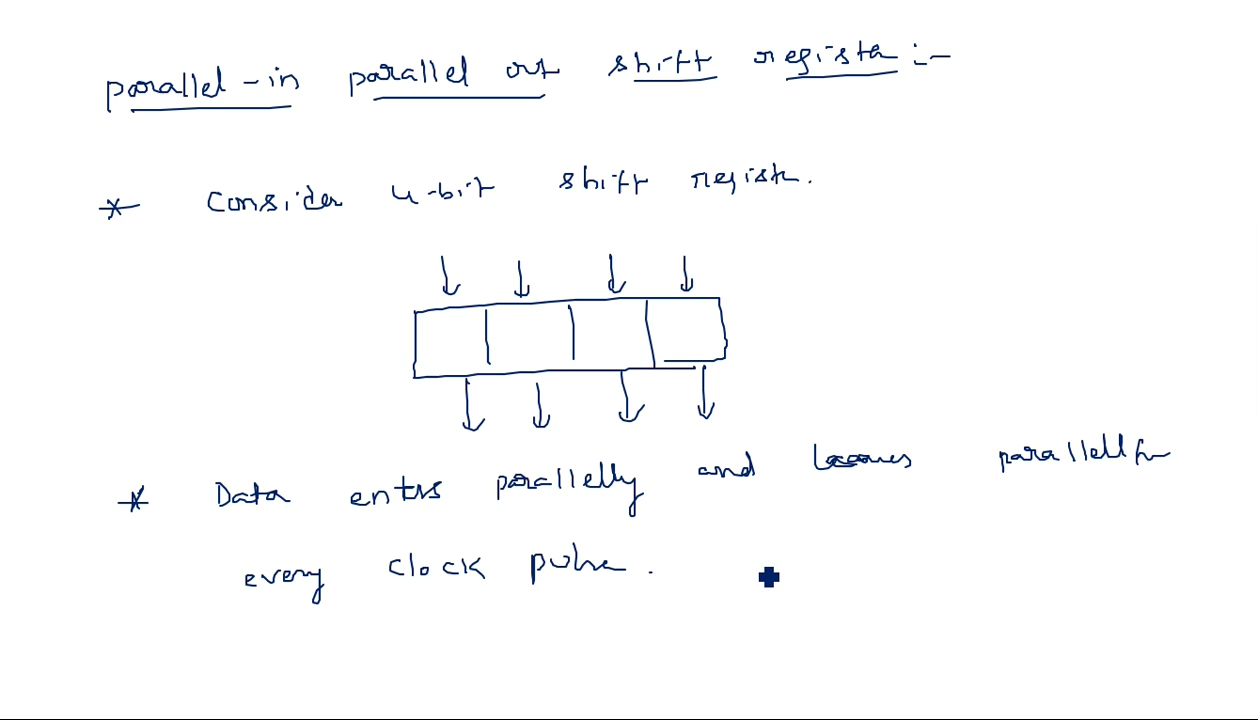 parallel-in parallel out shift register :-
* Consider 4-bit shift register.
* Data enters parallelly and leaves parallell for
every clock pulse.